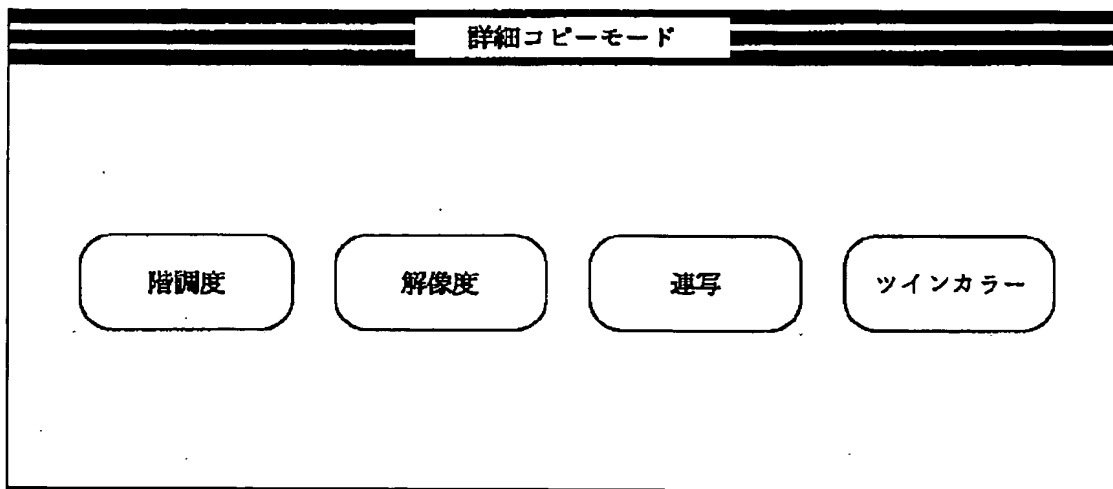 詳細コピーモード
階調度
解像度
連写
ツインカラー